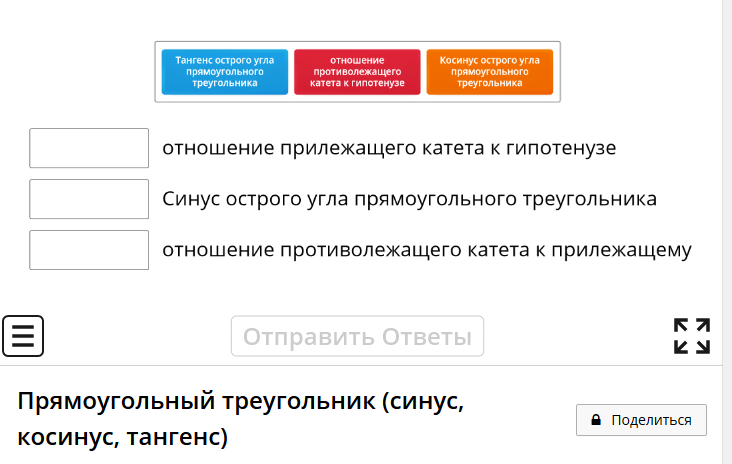 Тангенс острого угла
прямоугольного
треугольника
отношение
противолежащего
катета к гипотенузе
Косинус острого угла
прямоугольного
треугольника
отношение прилежащего катета к гипотенузе
Синус острого угла прямоугольного треугольника
отношение противолежащего катета к прилежащему
Отправить Ответы
Прямоугольный треугольник (синус,
косинус, тангенс)
Поделиться